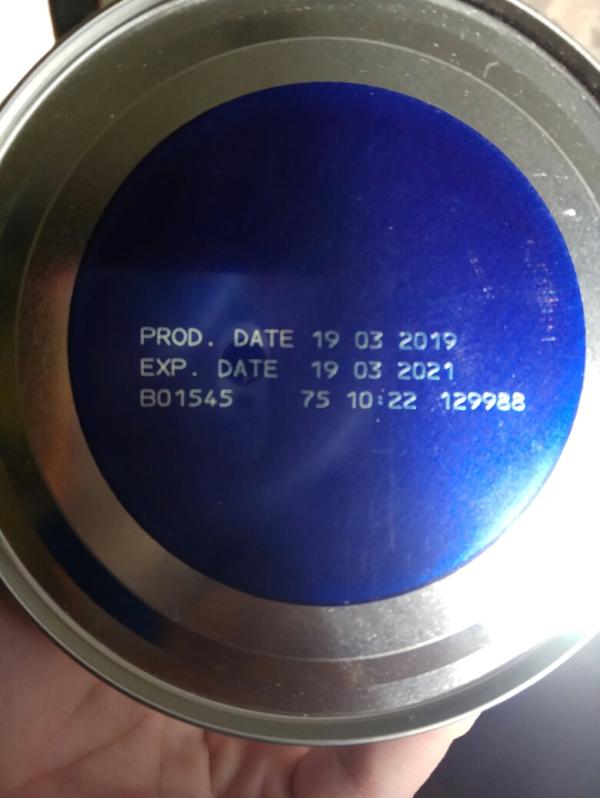 PROD. DATE 19 03 2019
EXP. DATE 19 03 2021
B01545 75 10:22 129988